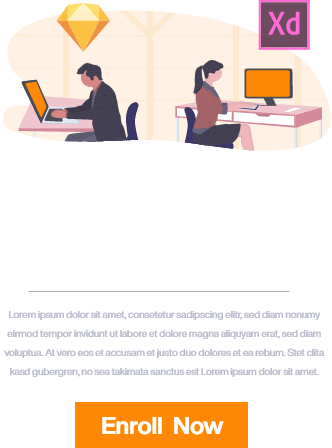 Xd
Lorem ipsum dolor sit amet, consetetur sadipscing elitr, sed diam nonumy
eirmod tempor invidunt ut labore et dolore magna aliquyam erat, sed diam
voluptua. At vero eos et accusam et justo duo dolores et ea rebum. Stet clita
kasd gubergren, no sea takimata sanctus est Lorem ipsum dolor sit amet.
Enroll Now